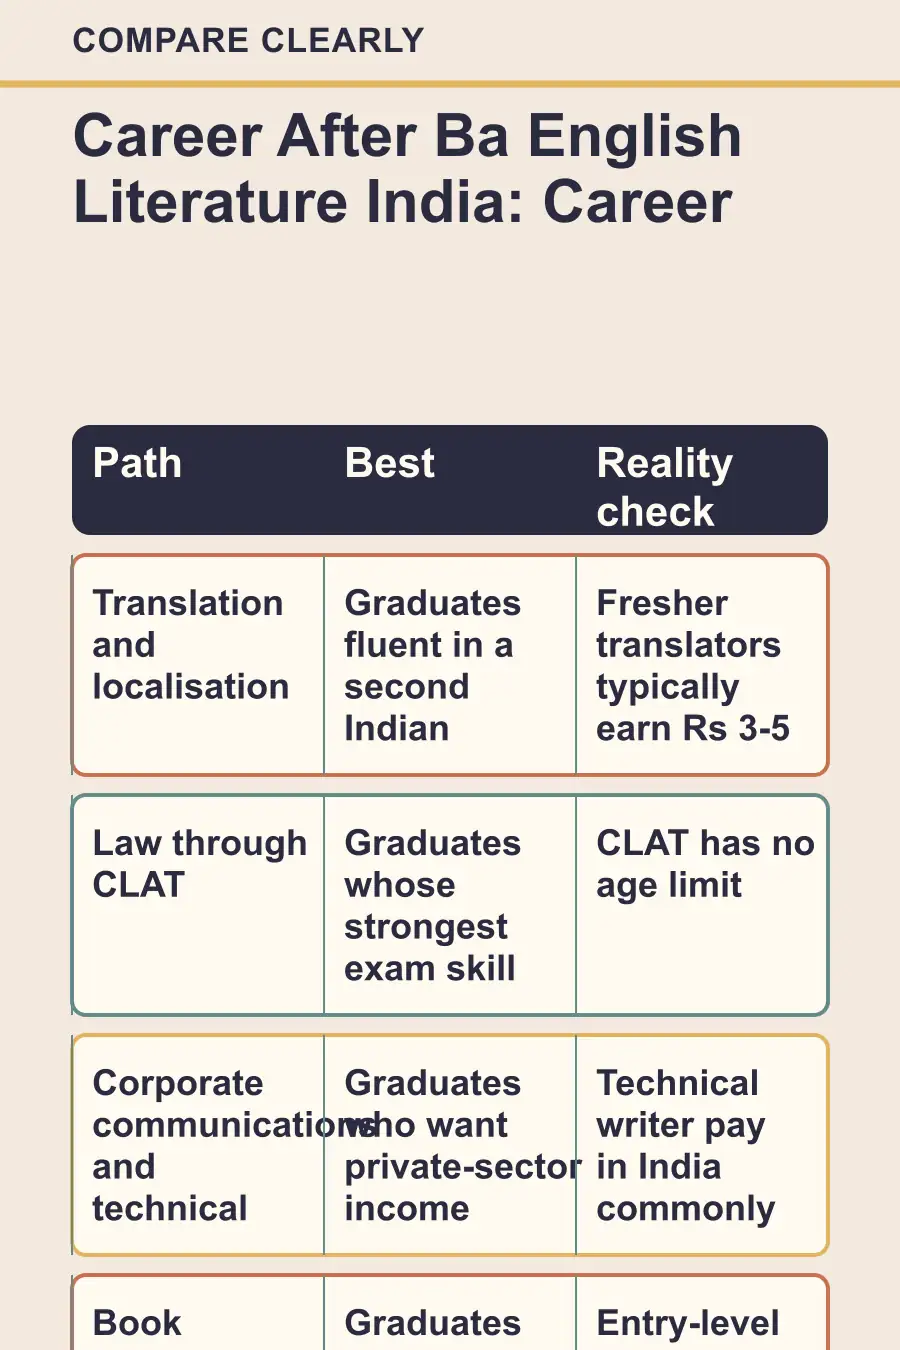 COMPARE CLEARLY
Career After Ba English
Literature India: Career
Path
Best
Reality
check
Translation
and
localisation
Graduates
fluent in a
second
Indian
Fresher
translators
typically
earn Rs 3-5
Law through
CLAT
Graduates
whose
strongest
exam skill
CLAT has no
age limit
Corporate
communications
and
technical
Graduates
who want
private-sector
income
Technical
writer pay
in India
commonly
Book
Graduates
Entry-level